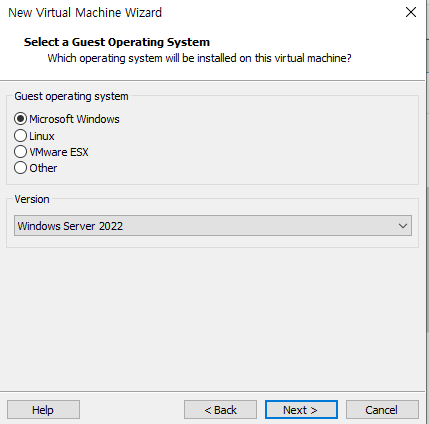 New Virtual Machine Wizard
Select a Guest Operating System
Which operating system will be installed on this virtual machine?
Guest operating system
Microsoft Windows
Linux
VMware ESX
Other
Version
Windows Server 2022
Help
< Back
Next >
Cancel